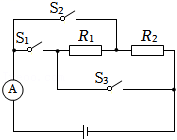 S₂
S₁ R₁ R₂
S₃
A